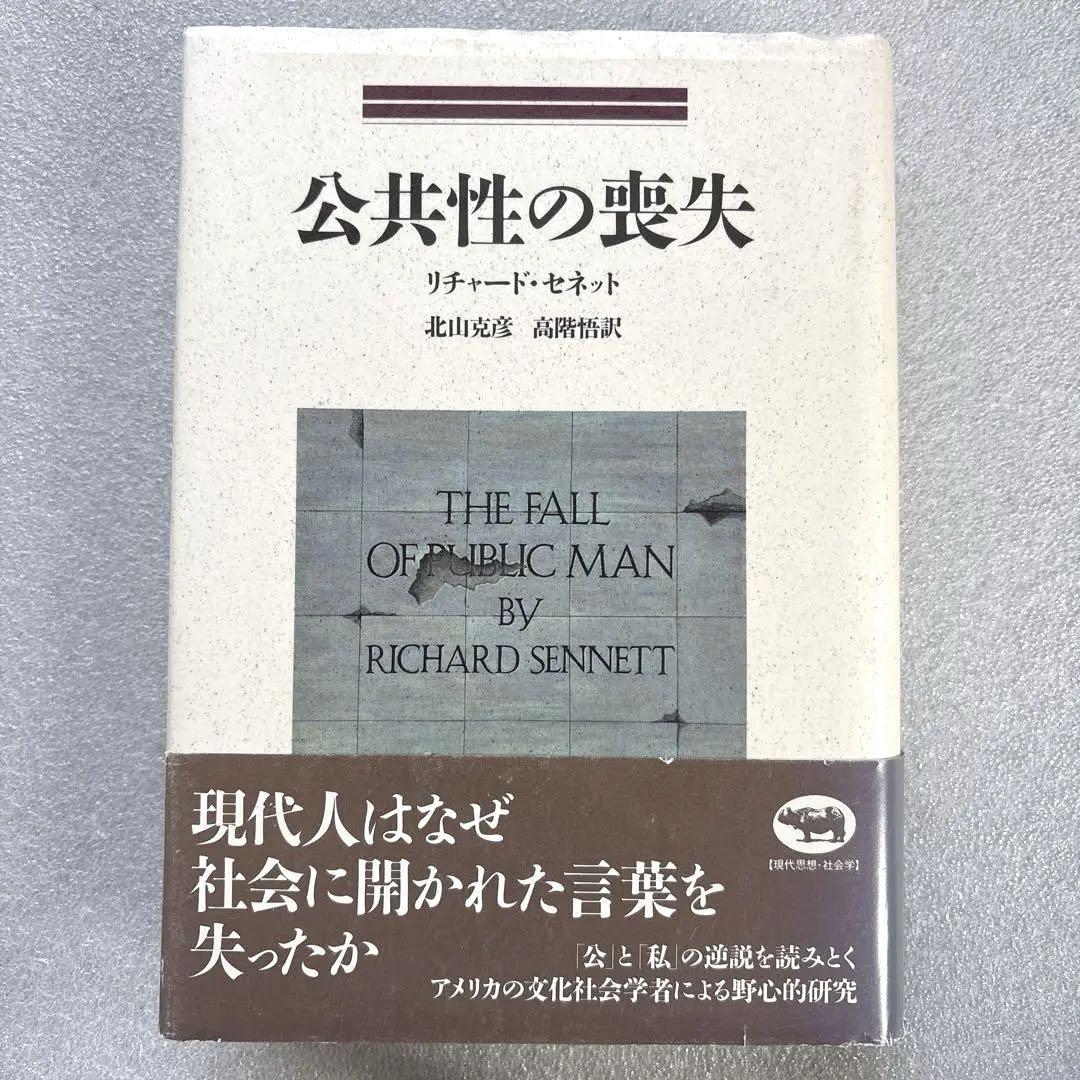 公共性の喪失
リチャード・セネット
北山克彦 高階悟訳
THE FALL
OF PUBLIC MAN
BY
RICHARD SENNETT
現代人はなぜ
社会に開かれた言葉を
失ったか
【現代思想・社会学】
「公」と「私」の逆説を読みとく
アメリカの文化社会学者による野心的研究